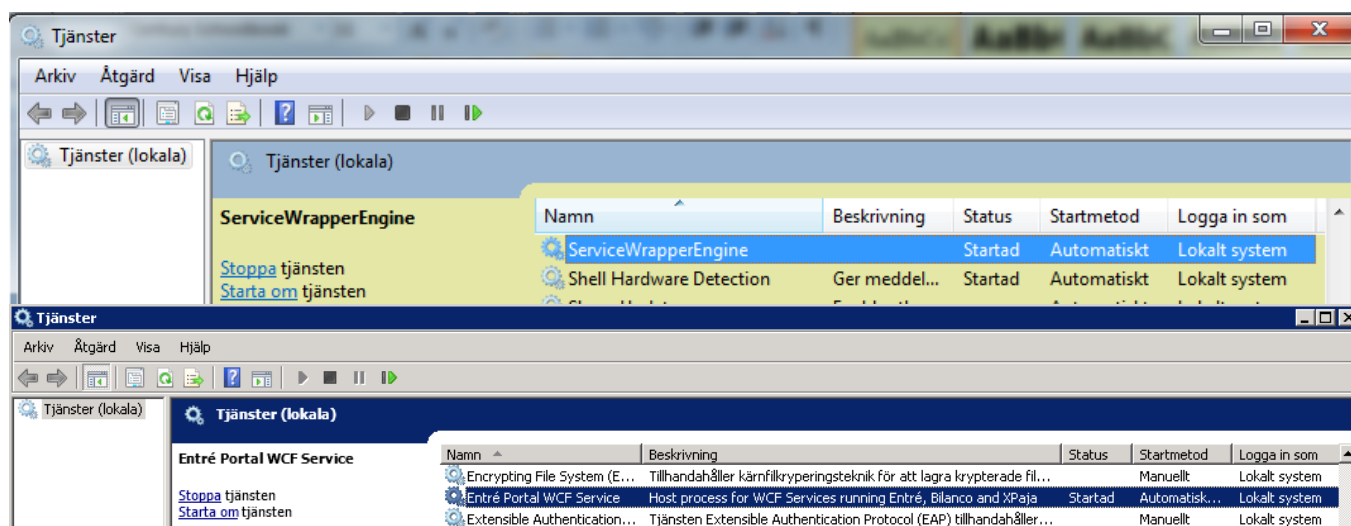 Tjänster
Arkiv Åtgärd Visa Hjälp
Tjänster (lokala)
Tjänster (lokala)
ServiceWrapperEngine
Stoppa tjänsten
Starta om tjänsten
Namn Beskrivning Status Startmetod Logga in som
ServiceWrapperEngine Startad Automatiskt Lokalt system
Shell Hardware Detection Ger meddel... Startad Automatiskt Lokalt system
Tjänster
Arkiv Åtgärd Visa Hjälp
Tjänster (lokala)
Tjänster (lokala)
Entré Portal WCF Service
Stoppa tjänsten
Starta om tjänsten
Namn Beskrivning Status Startmetod Logga in som
Encrypting File System (E... Tillhandahåller kärnfilkryperingsteknik för att lagra krypterade fil... Manuellt Lokalt system
Entré Portal WCF Service Host process for WCF Services running Entré, Bilanco and XPaja Startad Automatisk... Lokalt system
Extensible Authentication... Tjänsten Extensible Authentication Protocol (EAP) tillhandahåller... Manuellt Lokalt system